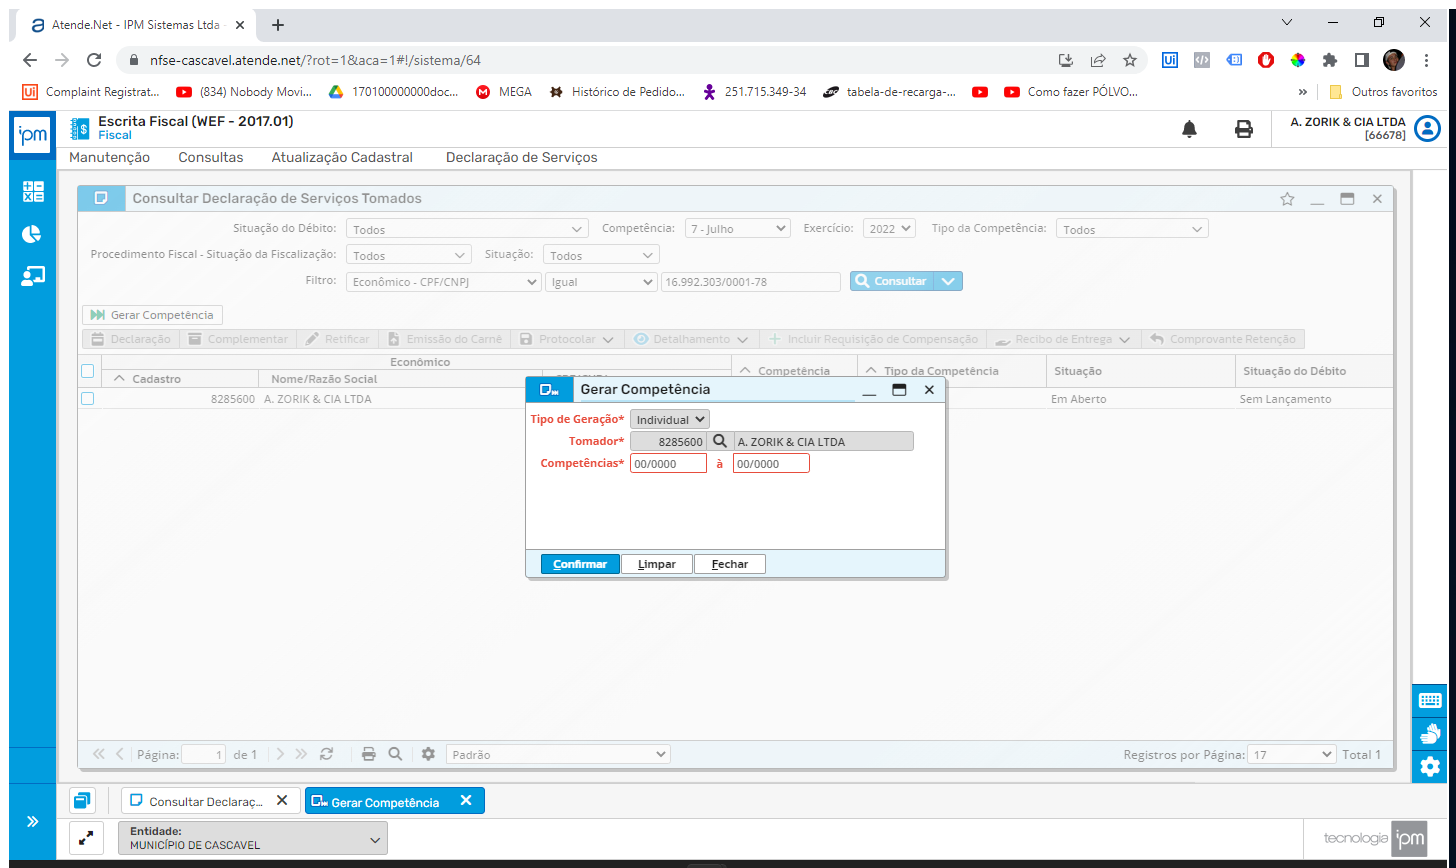 Atende.Net - IPM Sistemas Ltda
nfse-cascavel.atende.net/?rot=1&aca=1#!/sistema/64
Complaint Registrat...
(834) Nobody Movi...
170100000000doc...
MEGA
Histórico de Pedido...
251.715.349-34
tabela-de-recarga-...
Como fazer PÓLVO...
»
Outros favoritos
ipm
Escrita Fiscal (WEF - 2017.01)
Fiscal
A. ZORIK & CIA LTDA
[66678]
Manutenção Consultas Atualização Cadastral Declaração de Serviços
Consultar Declaração de Serviços Tomados
Situação do Débito: Todos Competência: 7 - Julho Exercício: 2022 Tipo da Competência: Todos
Procedimento Fiscal - Situação da Fiscalização: Todos Situação: Todos
Filtro: Econômico - CPF/CNPJ Igual 16.992.303/0001-78 Consultar
Gerar Competência
Declaração Complementar Retificar Emissão do Carnê Protocolar Detalhamento + Incluir Requisição de Compensação Recibo de Entrega Comprovante Retenção
Econômico
Cadastro Nome/Razão Social Competência Tipo da Competência Situação Situação do Débito
8285600 A. ZORIK & CIA LTDA Em Aberto Sem Lançamento
Gerar Competência
Tipo de Geração* Individual
Tomador* 8285600 A. ZORIK & CIA LTDA
Competências* 00/0000 à 00/0000
Confirmar Limpar Fechar
Página: 1 de 1 Padrão Registros por Página: 17 Total 1
Consultar Declaraç... Gerar Competência
Entidade:
MUNICÍPIO DE CASCAVEL
tecnologia ipm